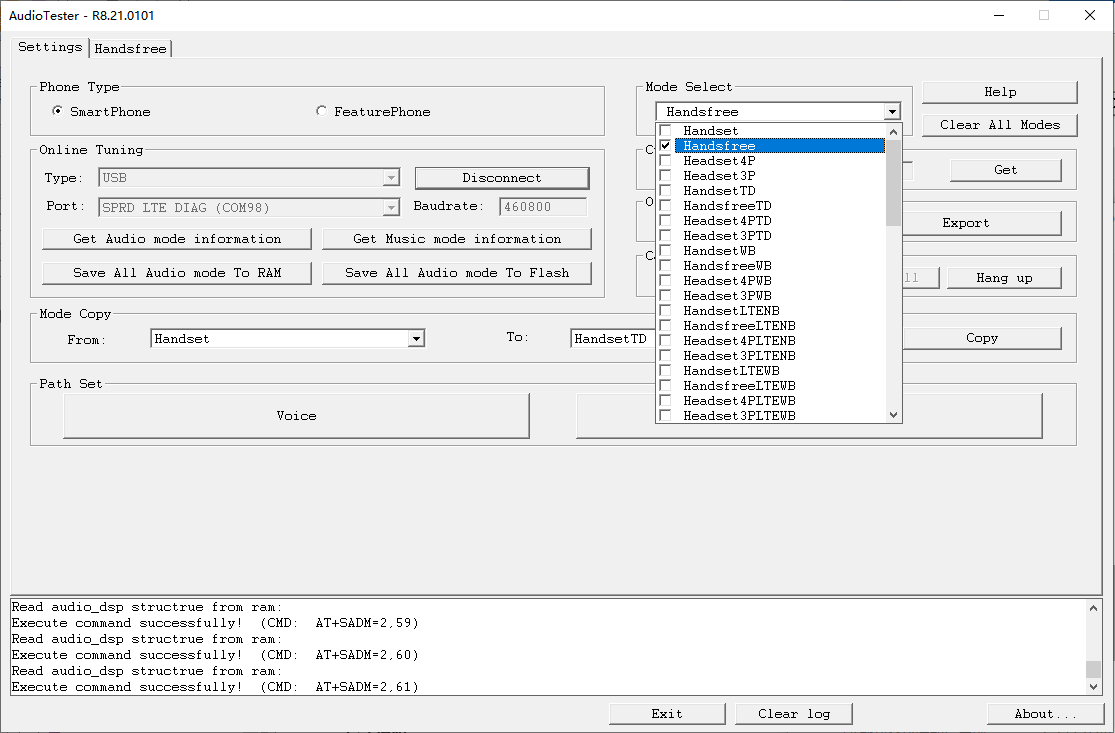 AudioTester - R8.21.0101
Settings
Handsfree
Phone Type
SmartPhone
FeaturePhone
Mode Select
Handsfree
Help
Clear All Modes
Handset
Handsfree
Headset4P
Headset3P
HandsetTD
HandsfreeTD
Headset4PTD
Headset3PTD
HandsetWB
HandsfreeWB
Headset4PWB
Headset3PWB
HandsetLTENB
HandsfreeLTENB
Headset4PLTENB
Headset3PLTENB
HandsetLTEWB
HandsfreeLTEWB
Headset4PLTEWB
Headset3PLTEWB
Online Tuning
Type:
USB
Disconnect
Port:
SPRD LTE DIAG (COM98)
Baudrate:
460800
Get Audio mode information
Get Music mode information
Save All Audio mode To RAM
Save All Audio mode To Flash
Get
Export
Hang up
Mode Copy
From:
Handset
To:
HandsetTD
Copy
Path Set
Voice
Read audio_dsp structrue from ram:
Execute command successfully! (CMD: AT+SADM=2,59)
Read audio_dsp structrue from ram:
Execute command successfully! (CMD: AT+SADM=2,60)
Read audio_dsp structrue from ram:
Execute command successfully! (CMD: AT+SADM=2,61)
Exit
Clear log
About...